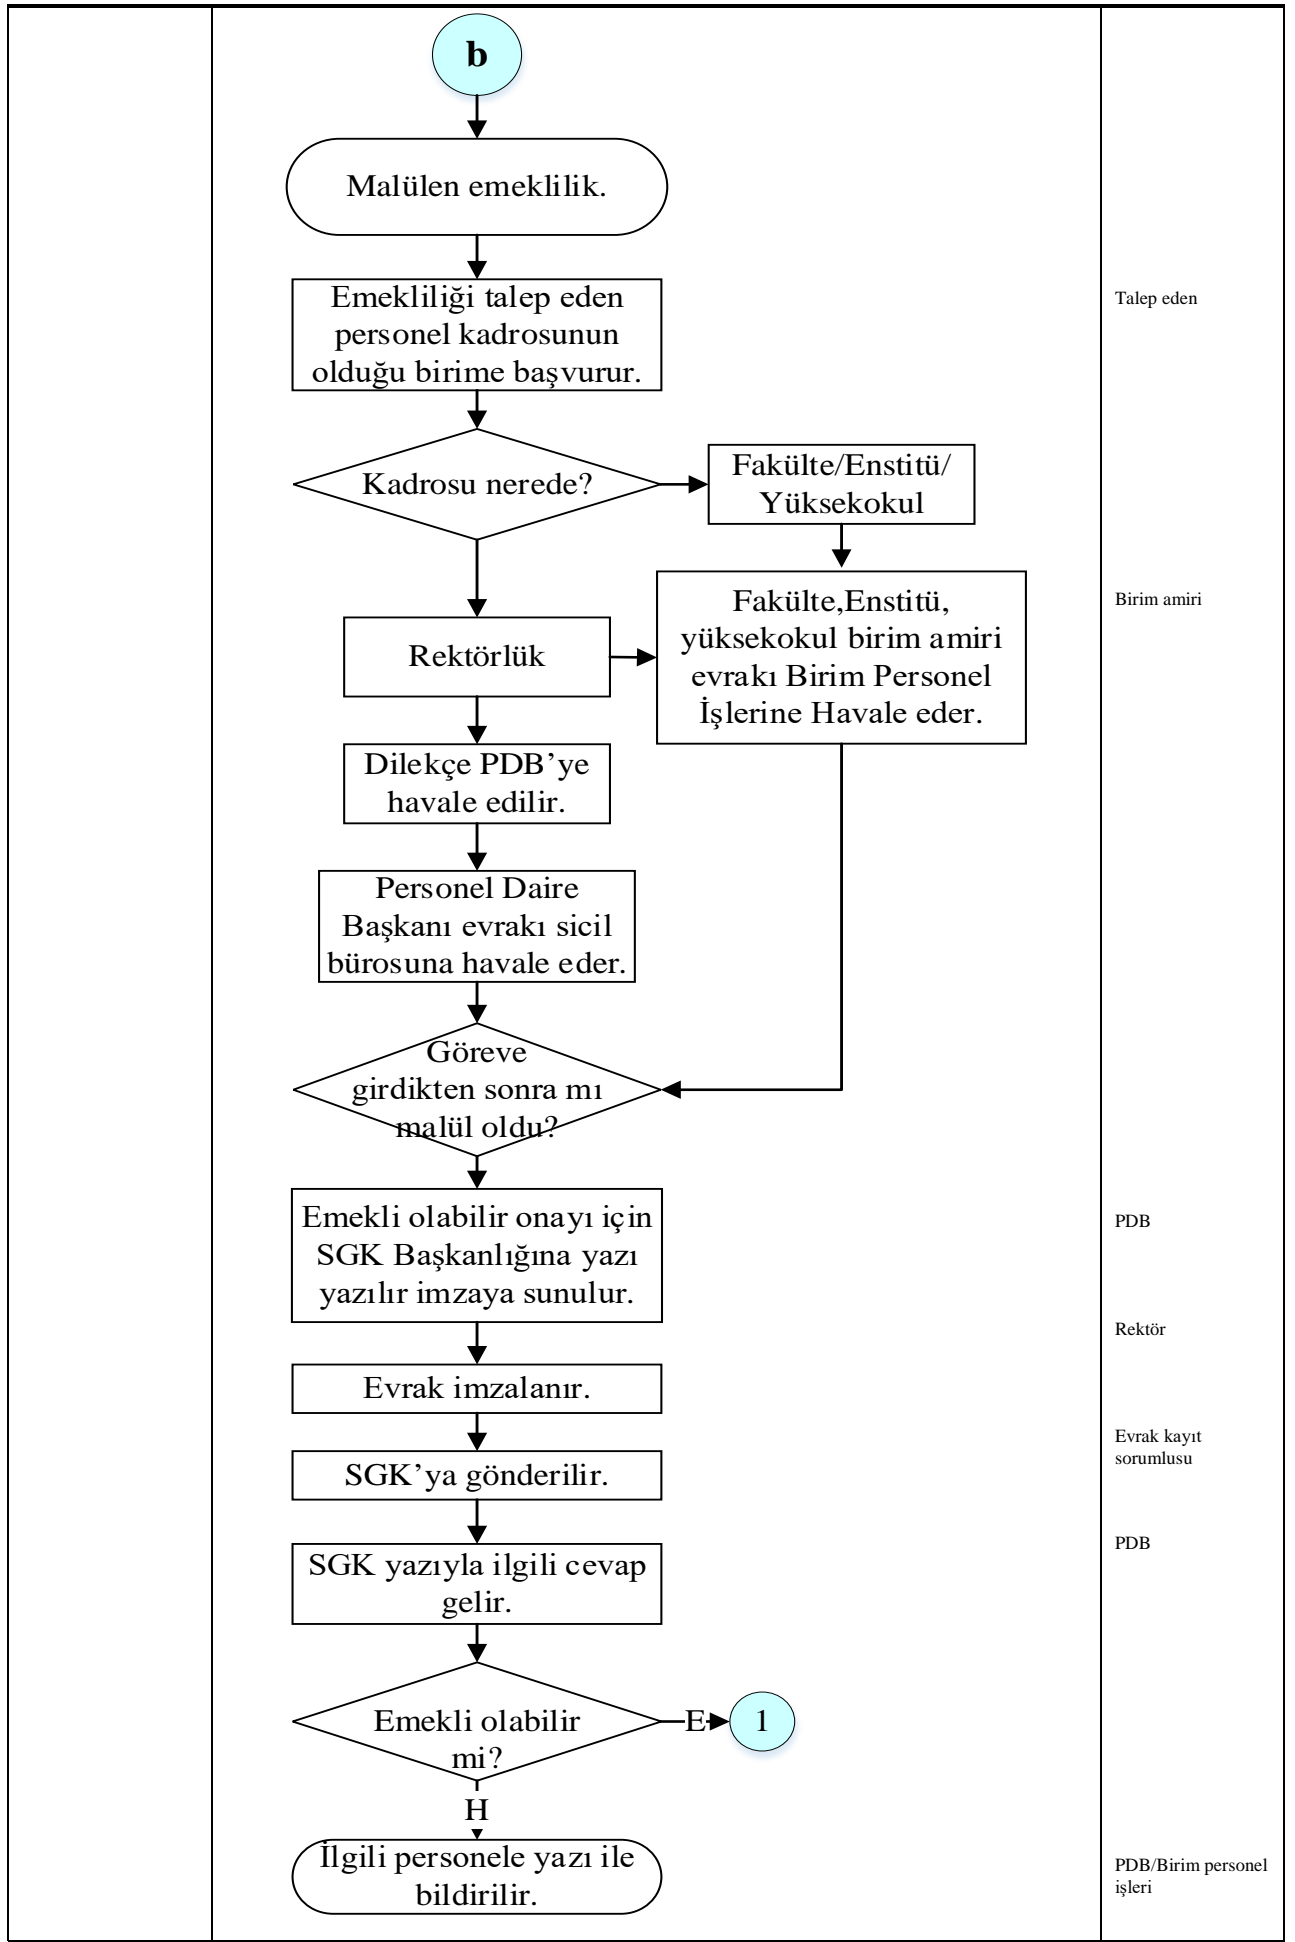 b
Malülen emeklilik.
Emekliliği talep eden
personel kadrosunun
olduğu birime başvurur.
Talep eden
Kadrosu nerede?
Fakülte/Enstitü/
Yüksekokul
Rektörlük
Fakülte,Enstitü,
yüksekokul birim amiri
evrakı Birim Personel
İşlerine Havale eder.
Birim amiri
Dilekçe PDB’ye
havale edilir.
Personel Daire
Başkanı evrakı sicil
bürosuna havale eder.
Göreve
girdikten sonra mı
malül oldu?
Emekli olabilir onayı için
SGK Başkanlığına yazı
yazılır imzaya sunulur.
PDB
Rektör
Evrak imzalanır.
Evrak kayıt
sorumlusu
SGK’ya gönderilir.
PDB
SGK yazıyla ilgili cevap
gelir.
Emekli olabilir
mi?
E
1
H
İlgili personele yazı ile
bildirilir.
PDB/Birim personel
işleri